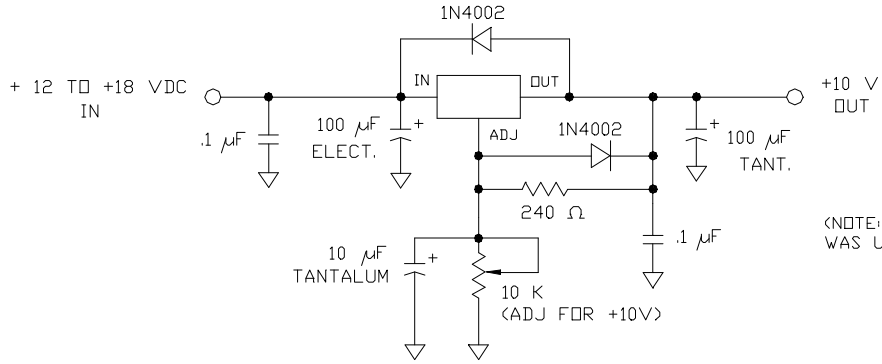 1N4002
+ 12 TO +18 VDC
IN
IN
OUT
+10 V
OUT
.1 µF
100 µF
ELECT.
ADJ
1N4002
100 µF
TANT.
240 Ω
.1 µF
(NOTE:
WAS U
10 µF
TANTALUM
10 K
(ADJ FOR +10V)